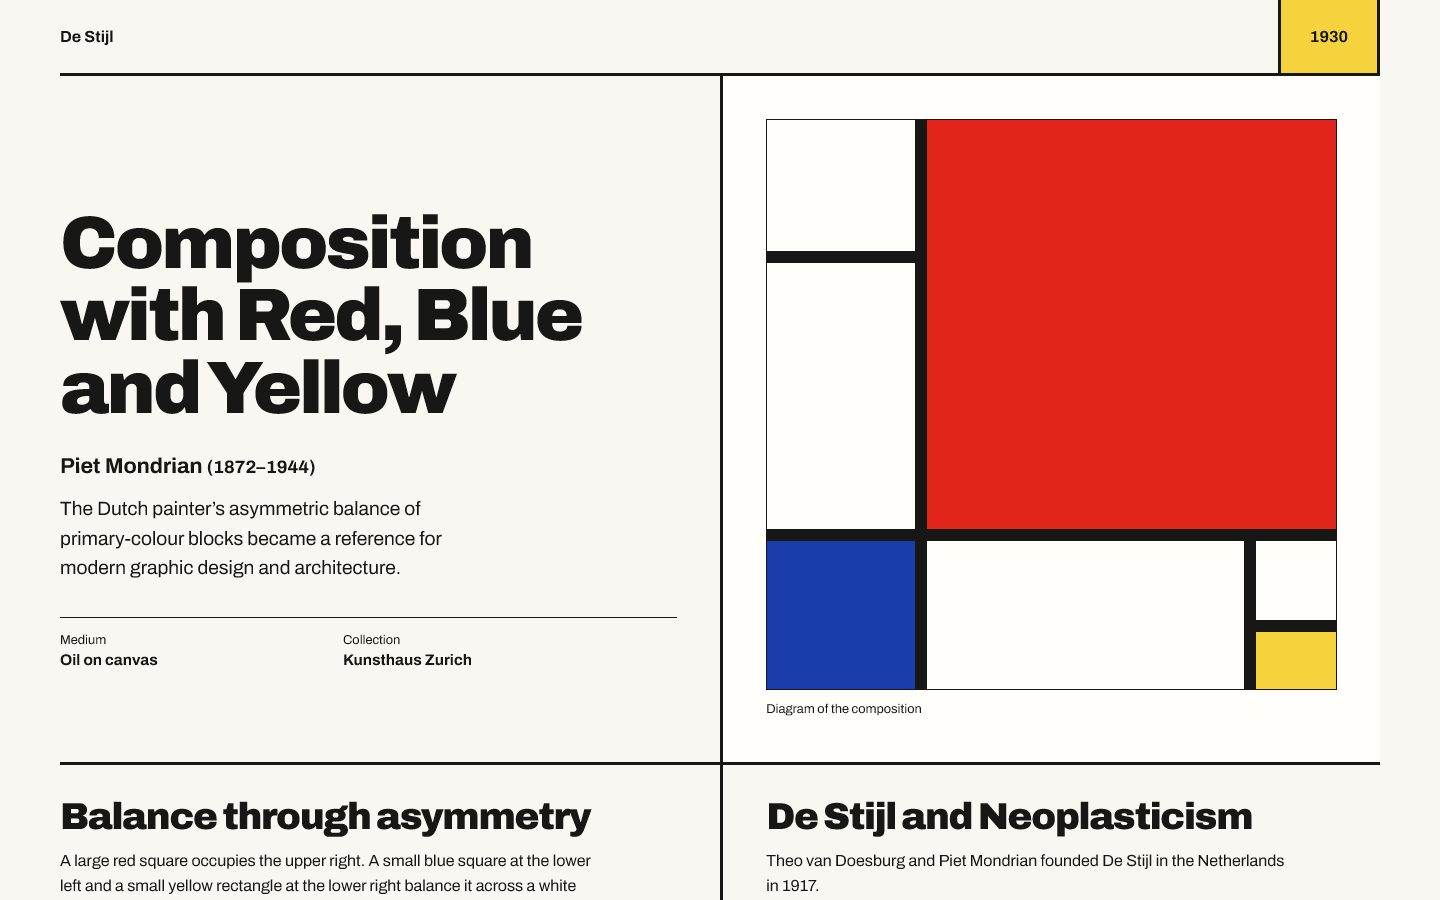 De Stijl
1930
Composition
with Red, Blue
and Yellow
Piet Mondrian (1872–1944)
The Dutch painter’s asymmetric balance of
primary-colour blocks became a reference for
modern graphic design and architecture.
Medium
Oil on canvas
Collection
Kunsthaus Zurich
Diagram of the composition
Balance through asymmetry
A large red square occupies the upper right. A small blue square at the lower
left and a small yellow rectangle at the lower right balance it across a white
De Stijl and Neoplasticism
Theo van Doesburg and Piet Mondrian founded De Stijl in the Netherlands
in 1917.